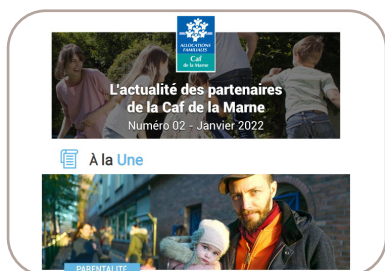 ALLOCATIONS
FAMILIALES
Caf
de la Marne
L'actualité des partenaires
de la Caf de la Marne
Numéro 02 - Janvier 2022
À la Une
PARENTALITÉ